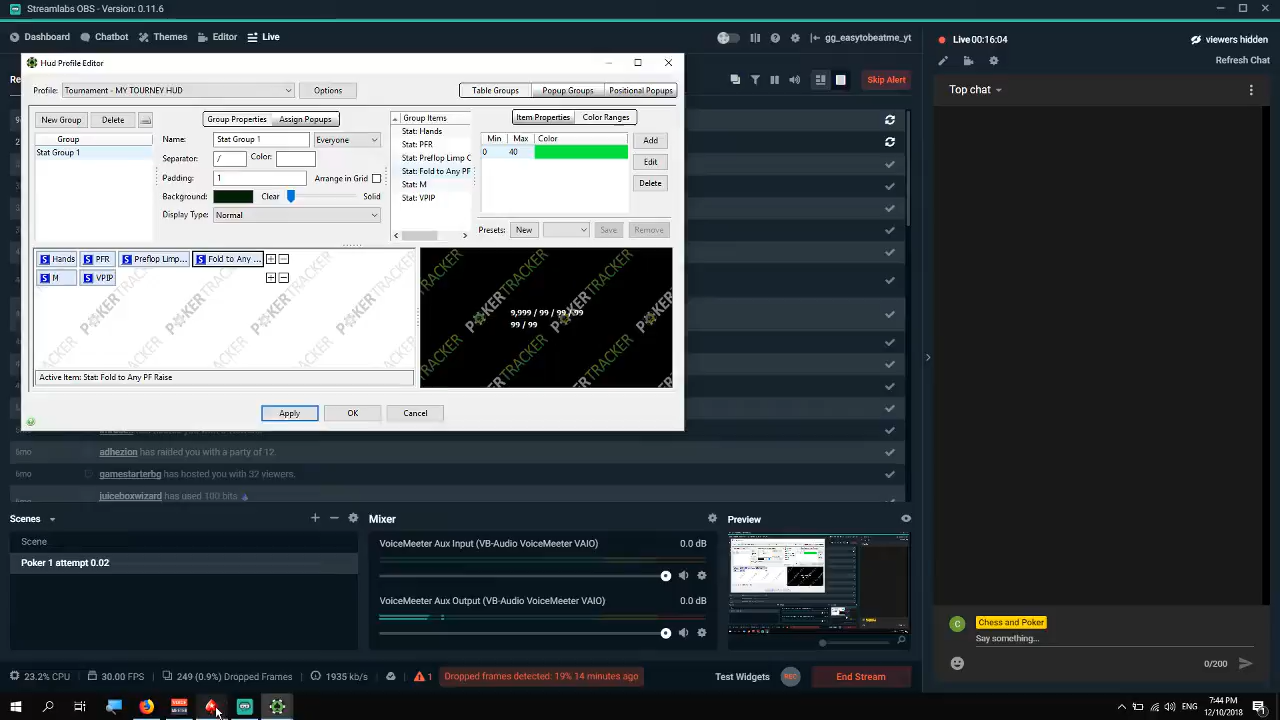 Streamlabs OBS - Version: 0.11.6
Dashboard
Chatbot
Themes
Editor
Live
gg_easytobeatme_yt
Live 00:16:04
viewers hidden
Refresh Chat
Hud Profile Editor
Profile:
Tournament - MY TOURNEY HUD
Options
Table Groups
Popup Groups
Positional Popups
Skip Alert
Top chat
New Group
Delete
Group Properties
Assign Popups
Group Items
Item Properties
Color Ranges
Group
Stat Group 1
Name:
Stat Group 1
Everyone
Separator:
/
Color:
Padding:
1
Arrange in Grid
Background:
Clear
Solid
Display Type:
Normal
Stat: Hands
Stat: PFR
Stat: Preflop Limp C
Stat: Fold to Any PF
Stat: M
Stat: VPIP
Min
Max
Color
0
40
Add
Edit
Delete
Presets:
New
Save
Remove
S Hands
S PFR
S Preflop Limp...
S Fold to Any ...
S M
S VPIP
POKERTRACKER
9,999 / 99 / 99 / 99
99 / 99
Active Item: Stat: Fold to Any PF Raise
Apply
OK
Cancel
limo
adhezion has raided you with a party of 12.
limo
gamestarterbg has hosted you with 32 viewers.
limo
juiceboxwizard has used 100 bits
Scenes
Scene
Poker 1 attempt 0.02
Mixer
VoiceMeeter Aux Input (VB-Audio VoiceMeeter VAIO)
0.0 dB
VoiceMeeter Aux Output (VB-Audio VoiceMeeter VAIO)
0.0 dB
Preview
C
Chess and Poker
Say something...
0/200
23.2% CPU
30.00 FPS
249 (0.9%) Dropped Frames
1935 kb/s
1
Dropped frames detected: 19% 14 minutes ago
Test Widgets
REC
End Stream
ENG
7:44 PM
12/10/2018